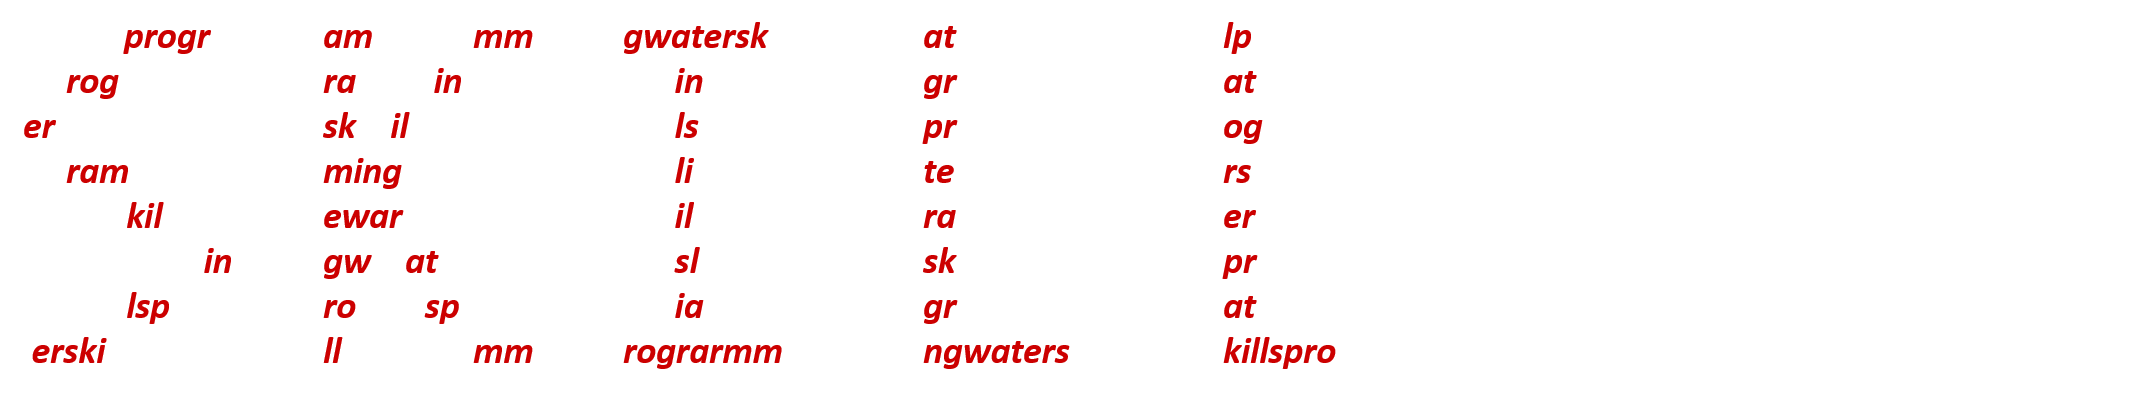 progr am mm gwatersk at lp
rog ra in in gr at
er sk il ls pr og
ram ming li te rs
kil ewar il ra er
in gw at sl sk pr
lsp ro sp ia gr at
erski ll mm rograrmm ngwaters killspro